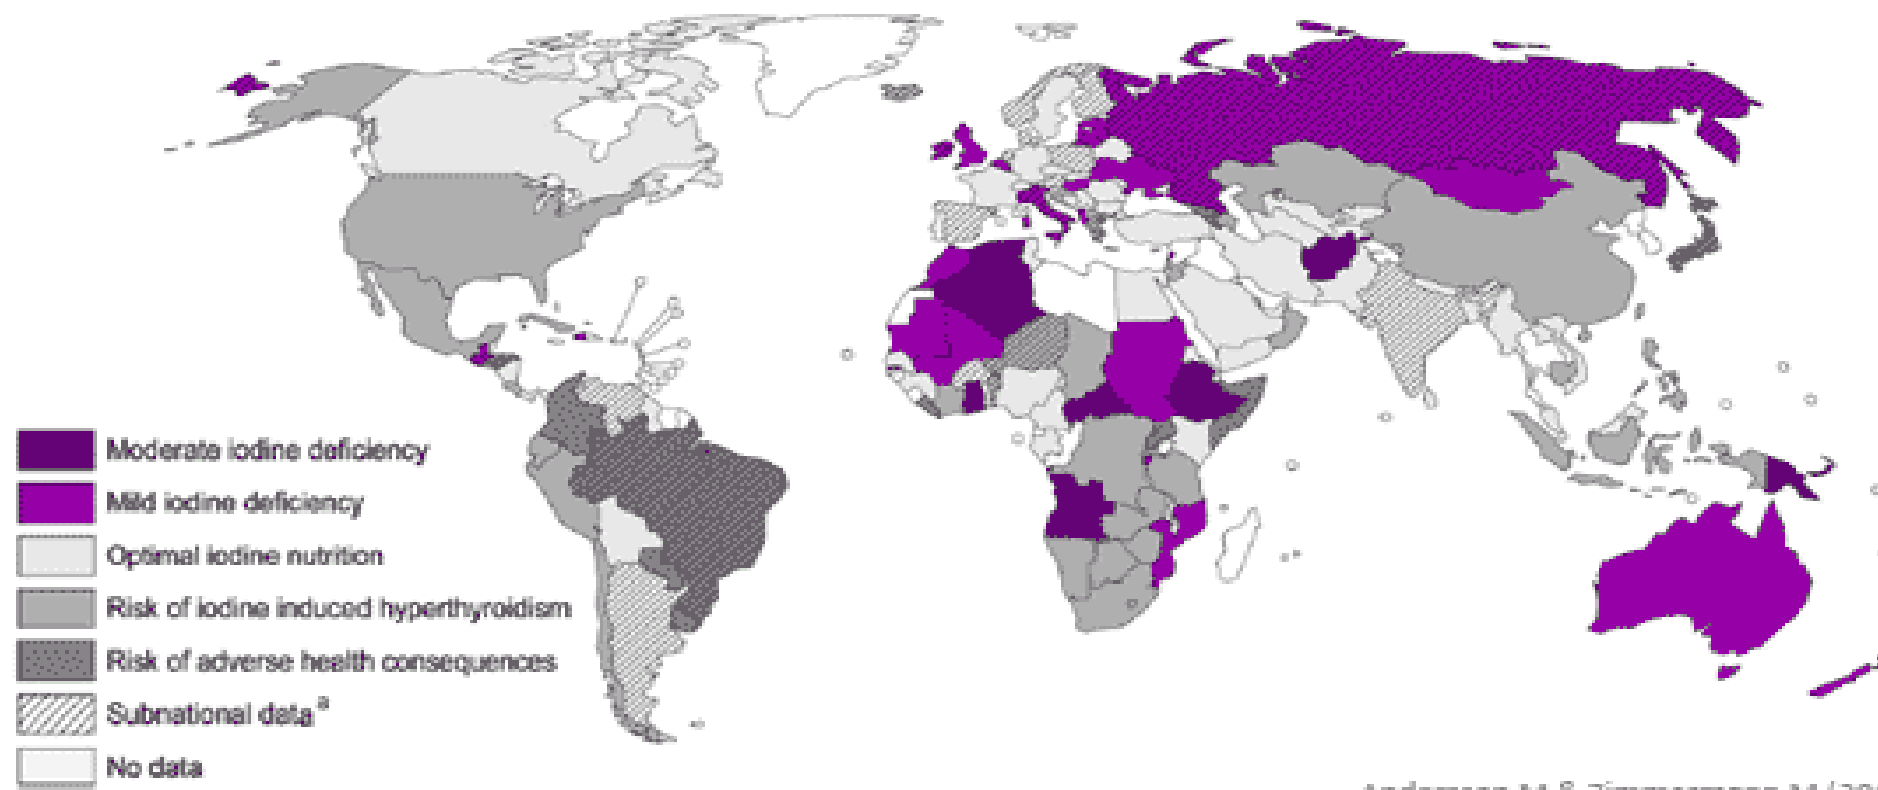 Moderate iodine deficiency
Mild iodine deficiency
Optimal iodine nutrition
Risk of iodine induced hyperthyroidism
Risk of adverse health consequences
Subnational data a
No data